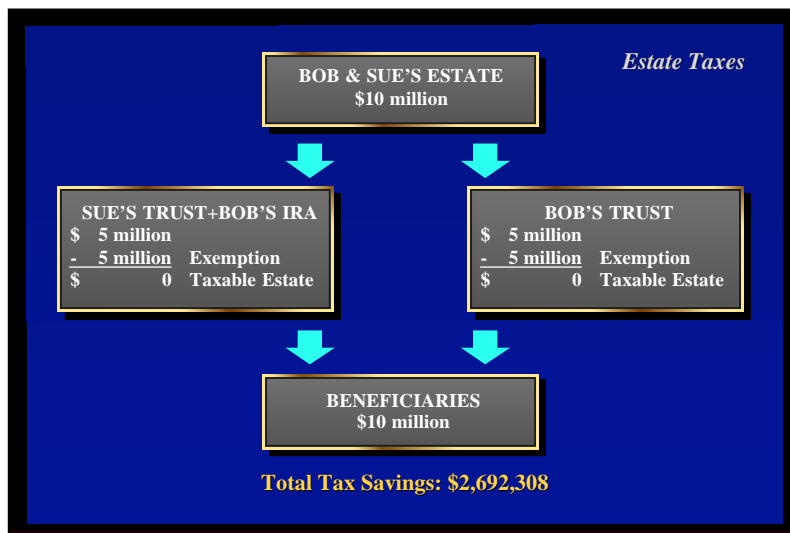 Estate Taxes
BOB & SUE'S ESTATE
$10 million
SUE'S TRUST+BOB'S IRA
$ 5 million
- 5 million Exemption
$ 0 Taxable Estate
BOB'S TRUST
$ 5 million
- 5 million Exemption
$ 0 Taxable Estate
BENEFICIARIES
$10 million
Total Tax Savings: $2,692,308